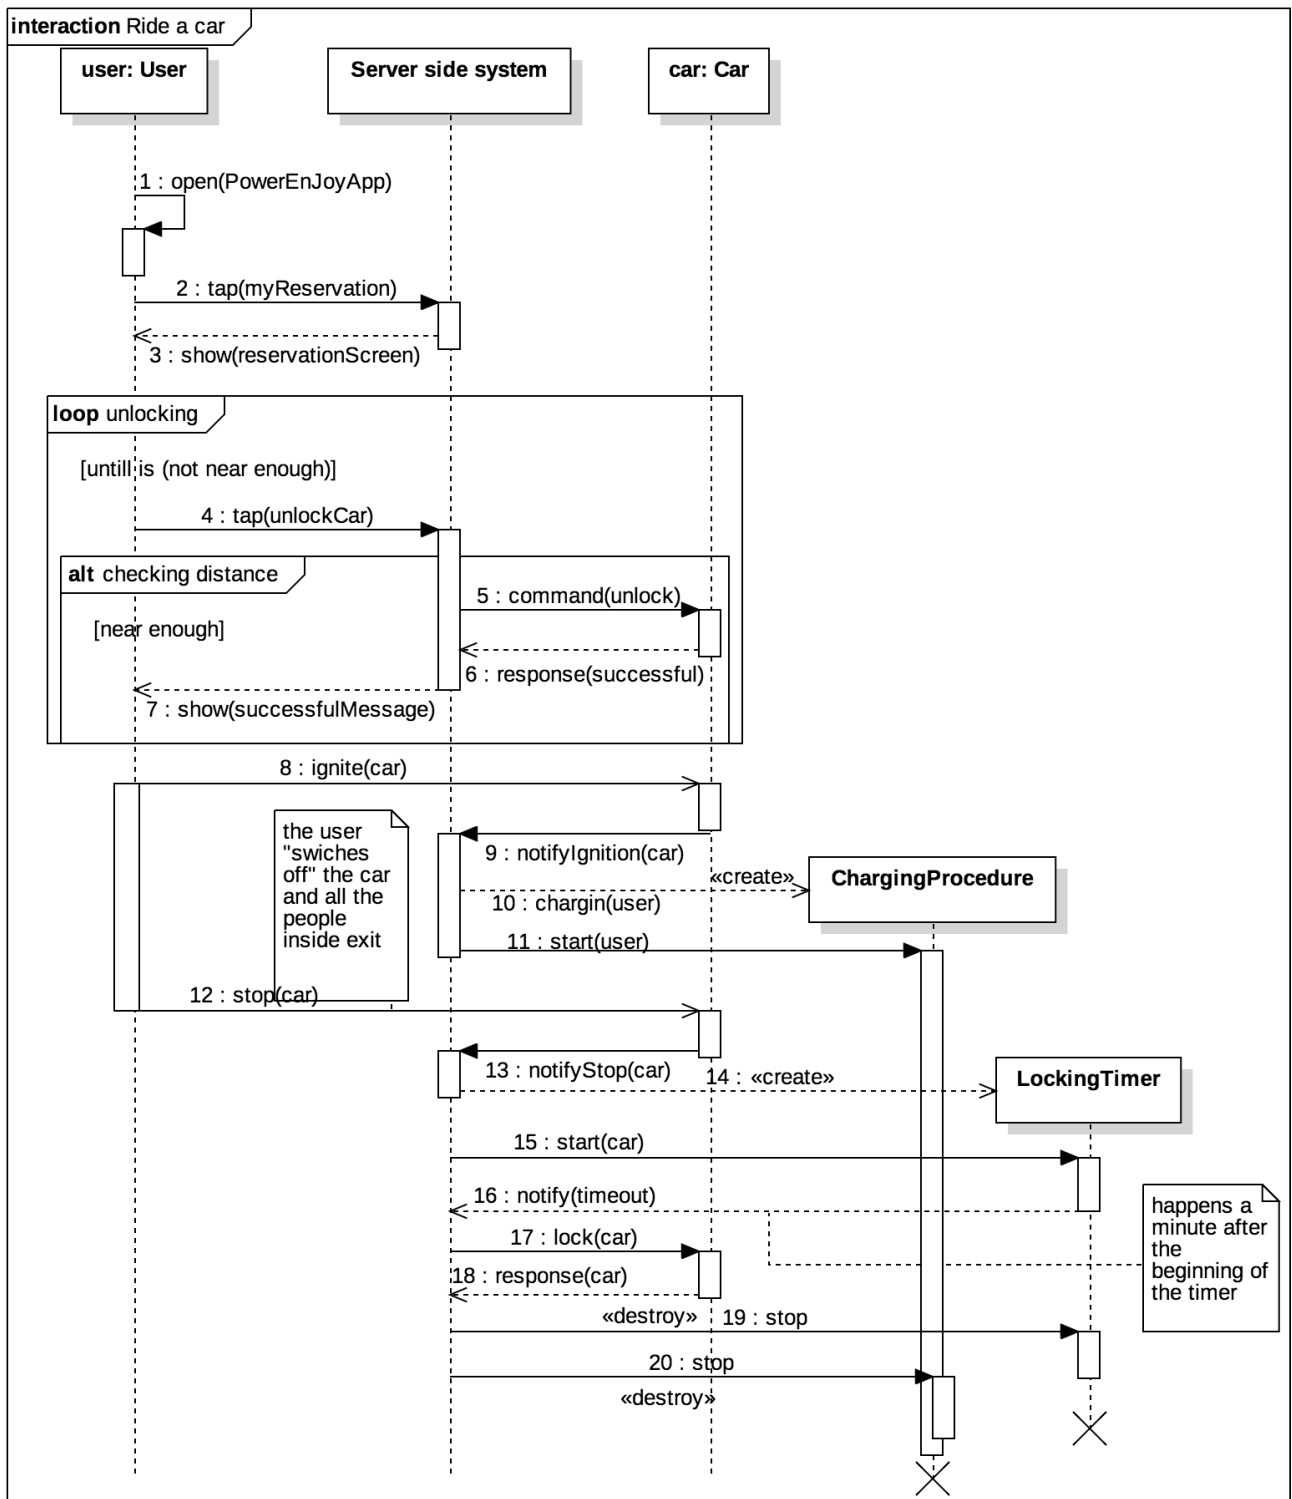 interaction Ride a car
user: User
Server side system
car: Car
1 : open(PowerEnJoyApp)
2 : tap(myReservation)
3 : show(reservationScreen)
loop unlocking
[untill is (not near enough)]
4 : tap(unlockCar)
alt checking distance
5 : command(unlock)
[near enough]
6 : response(successful)
7 : show(successfulMessage)
8 : ignite(car)
the user
"swiches
off" the car
and all the
people
inside exit
9 : notifyIgnition(car)
«create»
ChargingProcedure
10 : chargin(user)
11 : start(user)
12 : stop(car)
13 : notifyStop(car)
14 : «create»
LockingTimer
15 : start(car)
16 : notify(timeout)
happens a
minute after
the
beginning of
the timer
17 : lock(car)
18 : response(car)
«destroy» 19 : stop
20 : stop
«destroy»